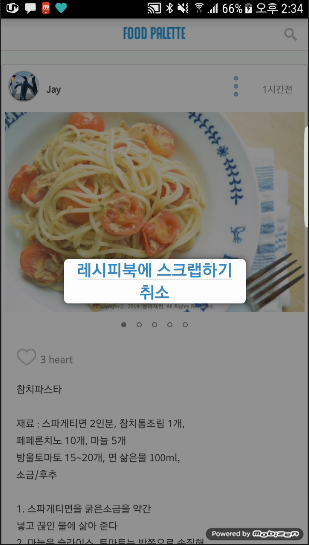 66% 오후 2:34
FOOD PALETTE
Jay
1시간전
레시피북에 스크랩하기
취소
3 heart
참치파스타
재료 : 스파게티면 2인분, 참치통조림 1개,
페페론치노 10개, 마늘 5개
방울토마토 15~20개, 면 삶은물 100ml,
소금/후추
1. 스파게티면을 굵은소금을 약간
넣고 끊인 물에 삶아 준다
2. 마늘은 슬라이스, 토마토는 반쪽으로 손질해
Powered by Mobizen